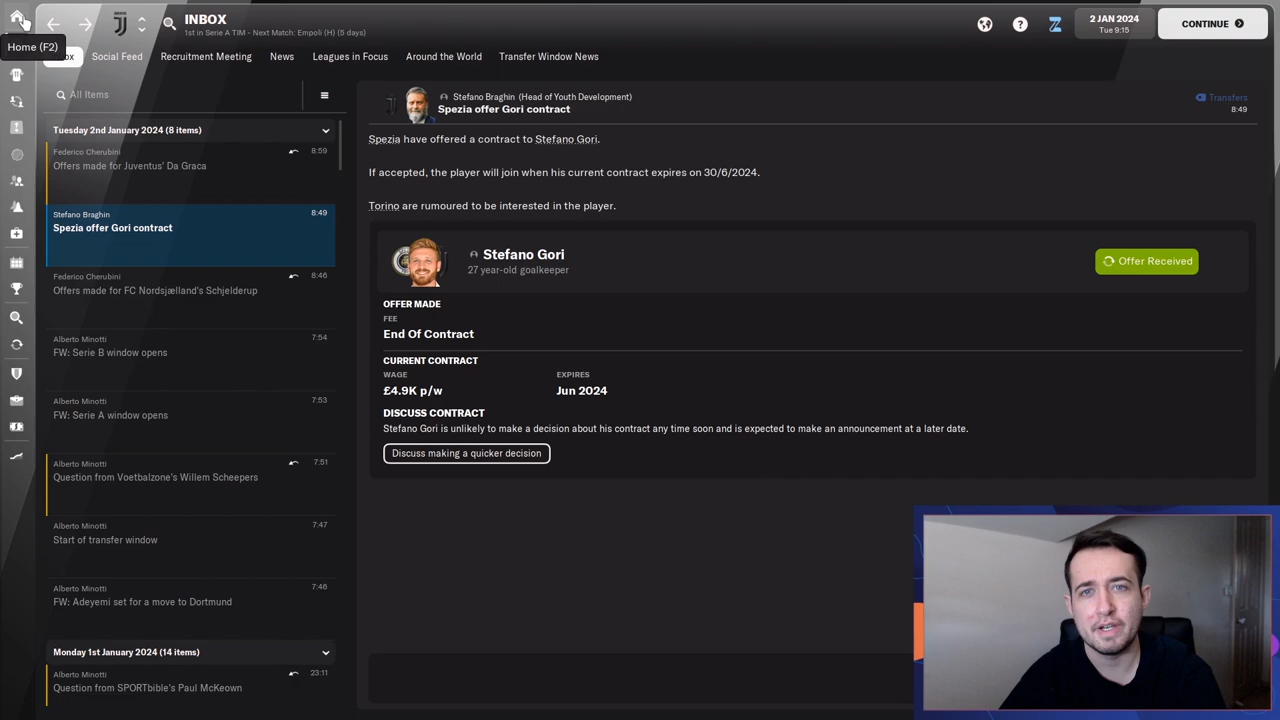 INBOX
1st in Serie A TIM - Next Match: Empoli (H) (5 days)
2 JAN 2024
Tue 9:15
CONTINUE
Home (F2)
Social Feed
Recruitment Meeting
News
Leagues in Focus
Around the World
Transfer Window News
All Items
Tuesday 2nd January 2024 (8 items)
Federico Cherubini
8:59
Offers made for Juventus' Da Graca
Stefano Braghin
8:49
Spezia offer Gori contract
Federico Cherubini
8:46
Offers made for FC Nordsjælland's Schjelderup
Alberto Minotti
7:54
FW: Serie B window opens
Alberto Minotti
7:53
FW: Serie A window opens
Alberto Minotti
7:51
Question from Voetbalzone's Willem Scheepers
Alberto Minotti
7:47
Start of transfer window
Alberto Minotti
7:46
FW: Adeyemi set for a move to Dortmund
Monday 1st January 2024 (14 items)
Alberto Minotti
23:11
Question from SPORTbible's Paul McKeown
Stefano Braghin (Head of Youth Development)
Spezia offer Gori contract
Transfers
8:49
Spezia have offered a contract to Stefano Gori.
If accepted, the player will join when his current contract expires on 30/6/2024.
Torino are rumoured to be interested in the player.
Stefano Gori
27 year-old goalkeeper
Offer Received
OFFER MADE
FEE
End Of Contract
CURRENT CONTRACT
WAGE
EXPIRES
£4.9K p/w
Jun 2024
DISCUSS CONTRACT
Stefano Gori is unlikely to make a decision about his contract any time soon and is expected to make an announcement at a later date.
Discuss making a quicker decision